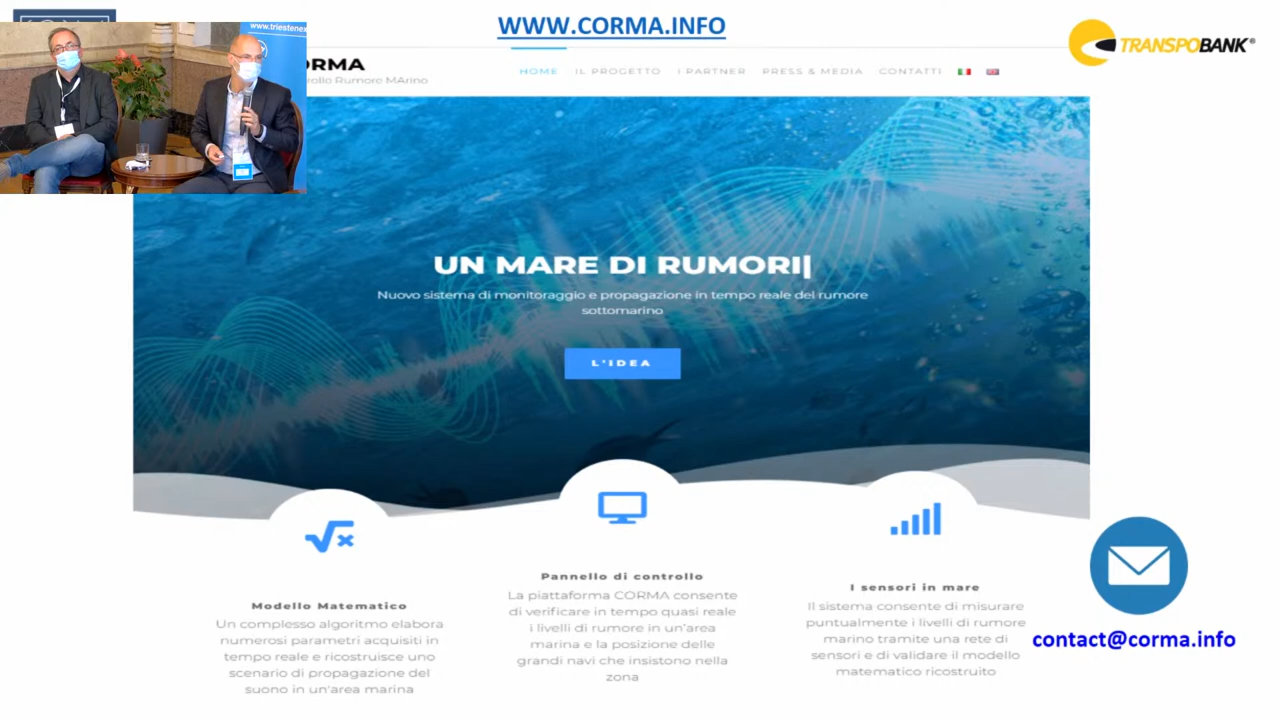 WWW.CORMA.INFO
www.triestenex
TRANSPOBANK®
ORMA
rollo Rumore MArino
HOME IL PROGETTO I PARTNER PRESS & MEDIA CONTATTI
UN MARE DI RUMORI|
Nuovo sistema di monitoraggio e propagazione in tempo reale del rumore
sottomarino
L'IDEA
Modello Matematico
Un complesso algoritmo elabora
numerosi parametri acquisiti in
tempo reale e ricostruisce uno
scenario di propagazione del
suono in un'area marina
Pannello di controllo
La piattaforma CORMA consente
di verificare in tempo quasi reale
i livelli di rumore in un'area
marina e la posizione delle
grandi navi che insistono nella
zona
I sensori in mare
Il sistema consente di misurare
puntualmente i livelli di rumore
marino tramite una rete di
sensori e di validare il modello
matematico ricostruito
contact@corma.info